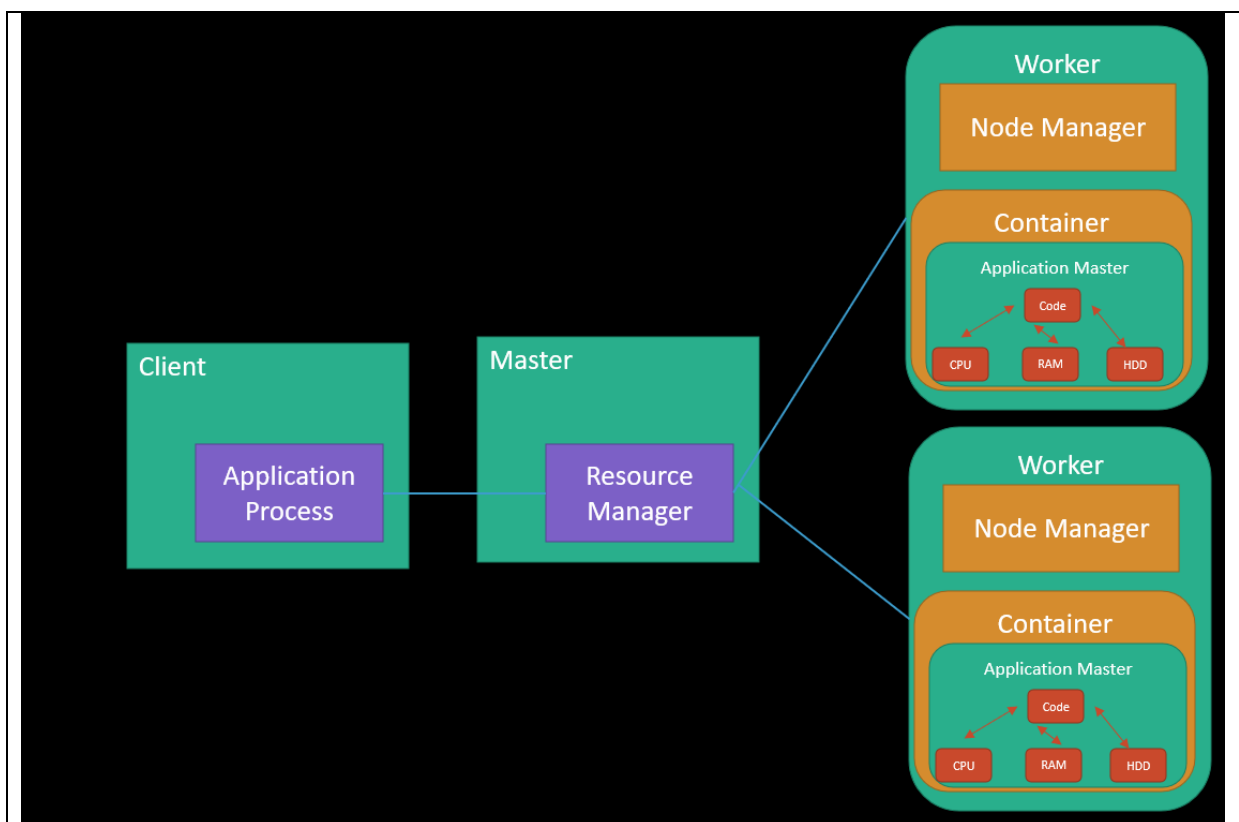 Client
Application
Process
Master
Resource
Manager
Worker
Node Manager
Container
Application Master
Code
CPU
RAM
HDD
Worker
Node Manager
Container
Application Master
Code
CPU
RAM
HDD